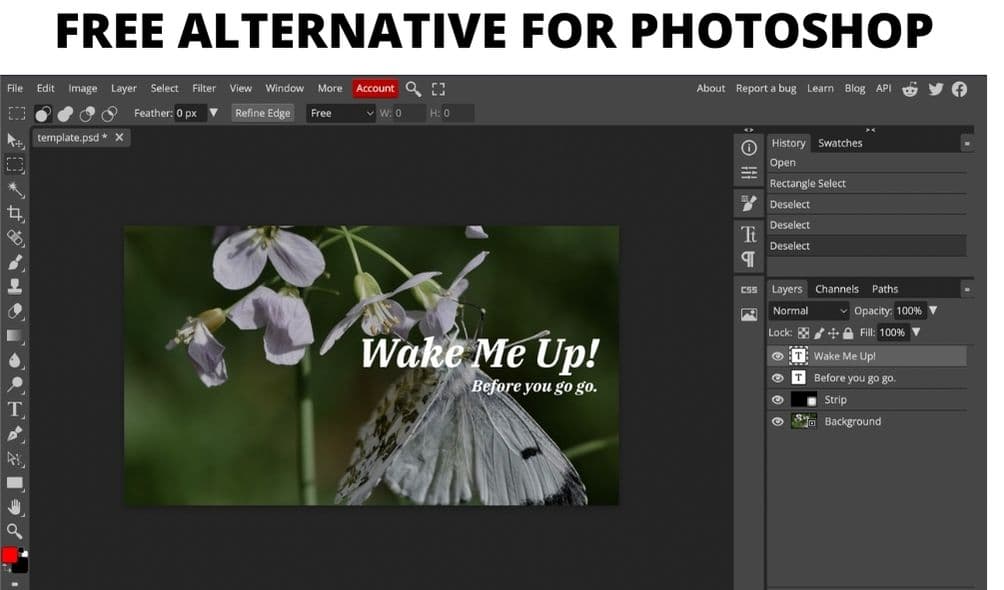 FREE ALTERNATIVE FOR PHOTOSHOP
File Edit Image Layer Select Filter View Window More Account About Report a bug Learn Blog API
Feather: 0 px Refine Edge Free W: 0 H: 0
template.psd *
History Swatches
Open
Rectangle Select
Deselect
Deselect
Deselect
CSS
Layers Channels Paths
Normal Opacity: 100%
Lock: Fill: 100%
Wake Me Up!
Before you go go.
Strip
Background
Wake Me Up!
Before you go go.